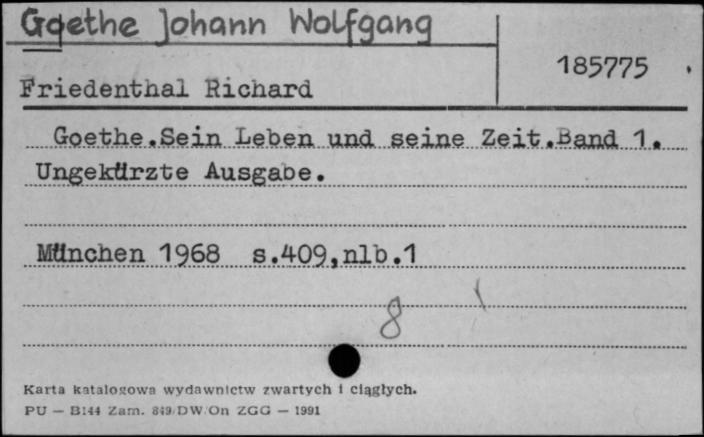 Goethe Johann Wolfgang
185775
Friedenthal Richard
Goethe.Sein Leben und seine Zeit.Band 1.
Ungekürzte Ausgabe.
München 1968 s.409,nlb.1
8
Karta katalogowa wydawnictw zwartych i ciągłych.
PU — B144 Zam. 849/DW/On ZGG — 1991